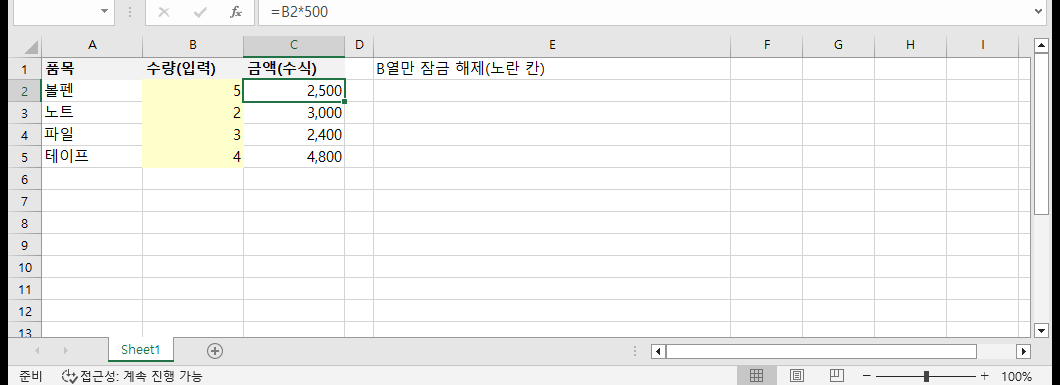 fx =B2*500
A B C D E F G H I
1 품목 수량(입력) 금액(수식) B열만 잠금 해제(노란 칸)
2 볼펜 5 2,500
3 노트 2 3,000
4 파일 3 2,400
5 테이프 4 4,800
6
7
8
9
10
11
12
13
Sheet1
준비 접근성: 계속 진행 가능 100%